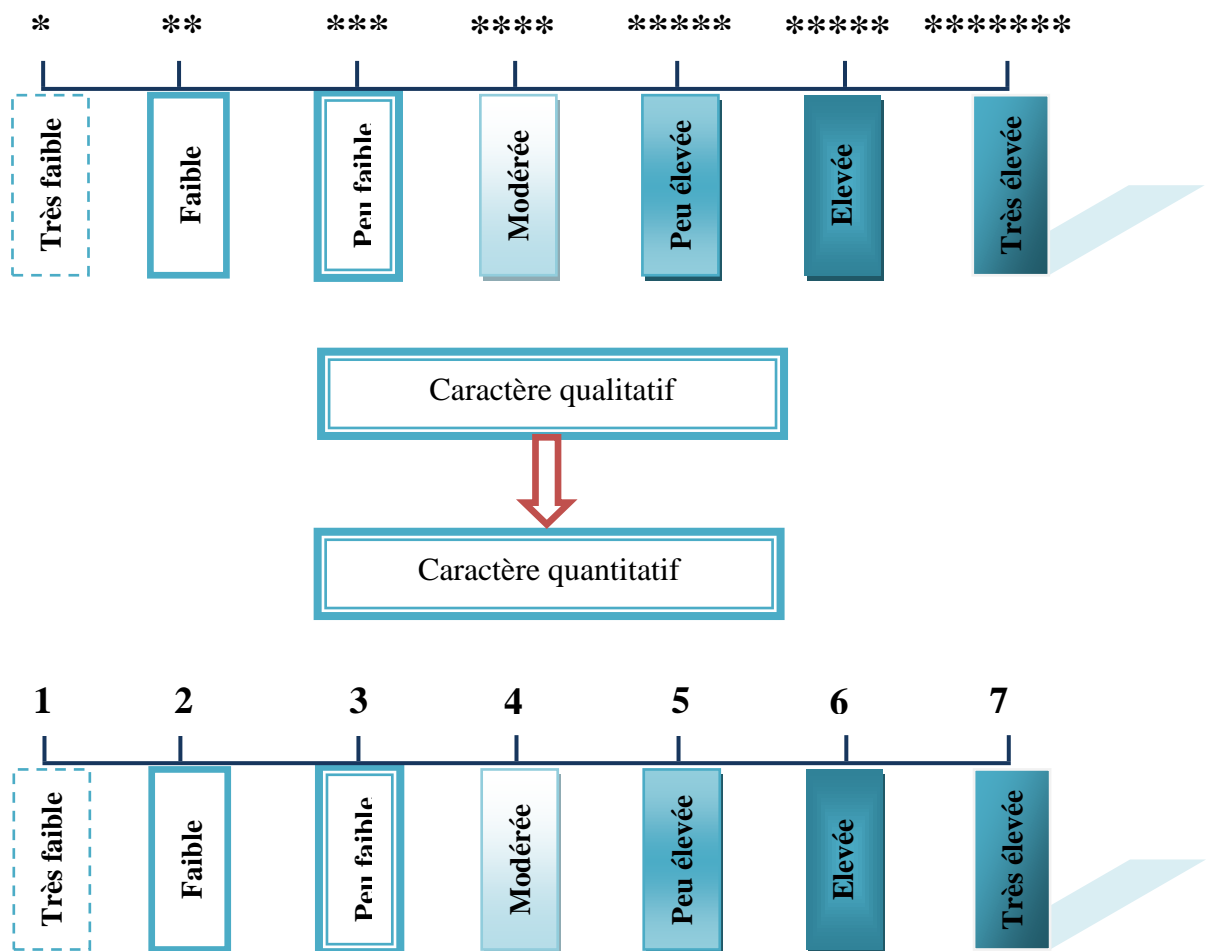 * ** *** **** ***** ***** *******
Très faible
Faible
Peu faible
Modérée
Peu élevée
Elevée
Très élevée
Caractère qualitatif
Caractère quantitatif
1 2 3 4 5 6 7
Très faible
Faible
Peu faible
Modérée
Peu élevée
Elevée
Très élevée